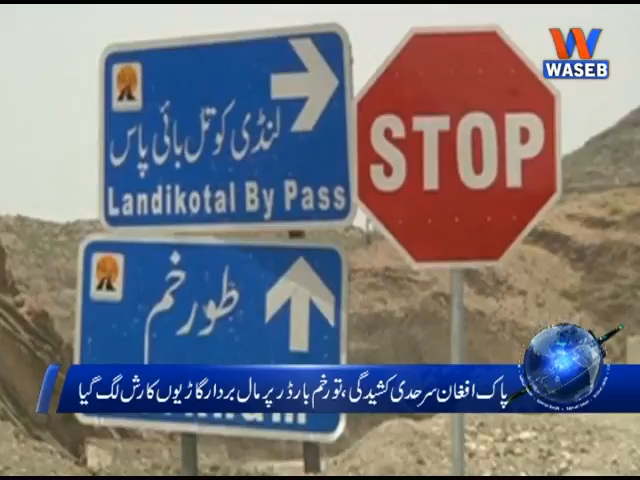 WASEB
لنڈی کوتل بائی پاس
Landikotal By Pass
STOP
طورخم
پاک افغان سرحدی کشیدگی، تورخم بارڈر پر مال بردار گاڑیوں کا رش لگ گیا